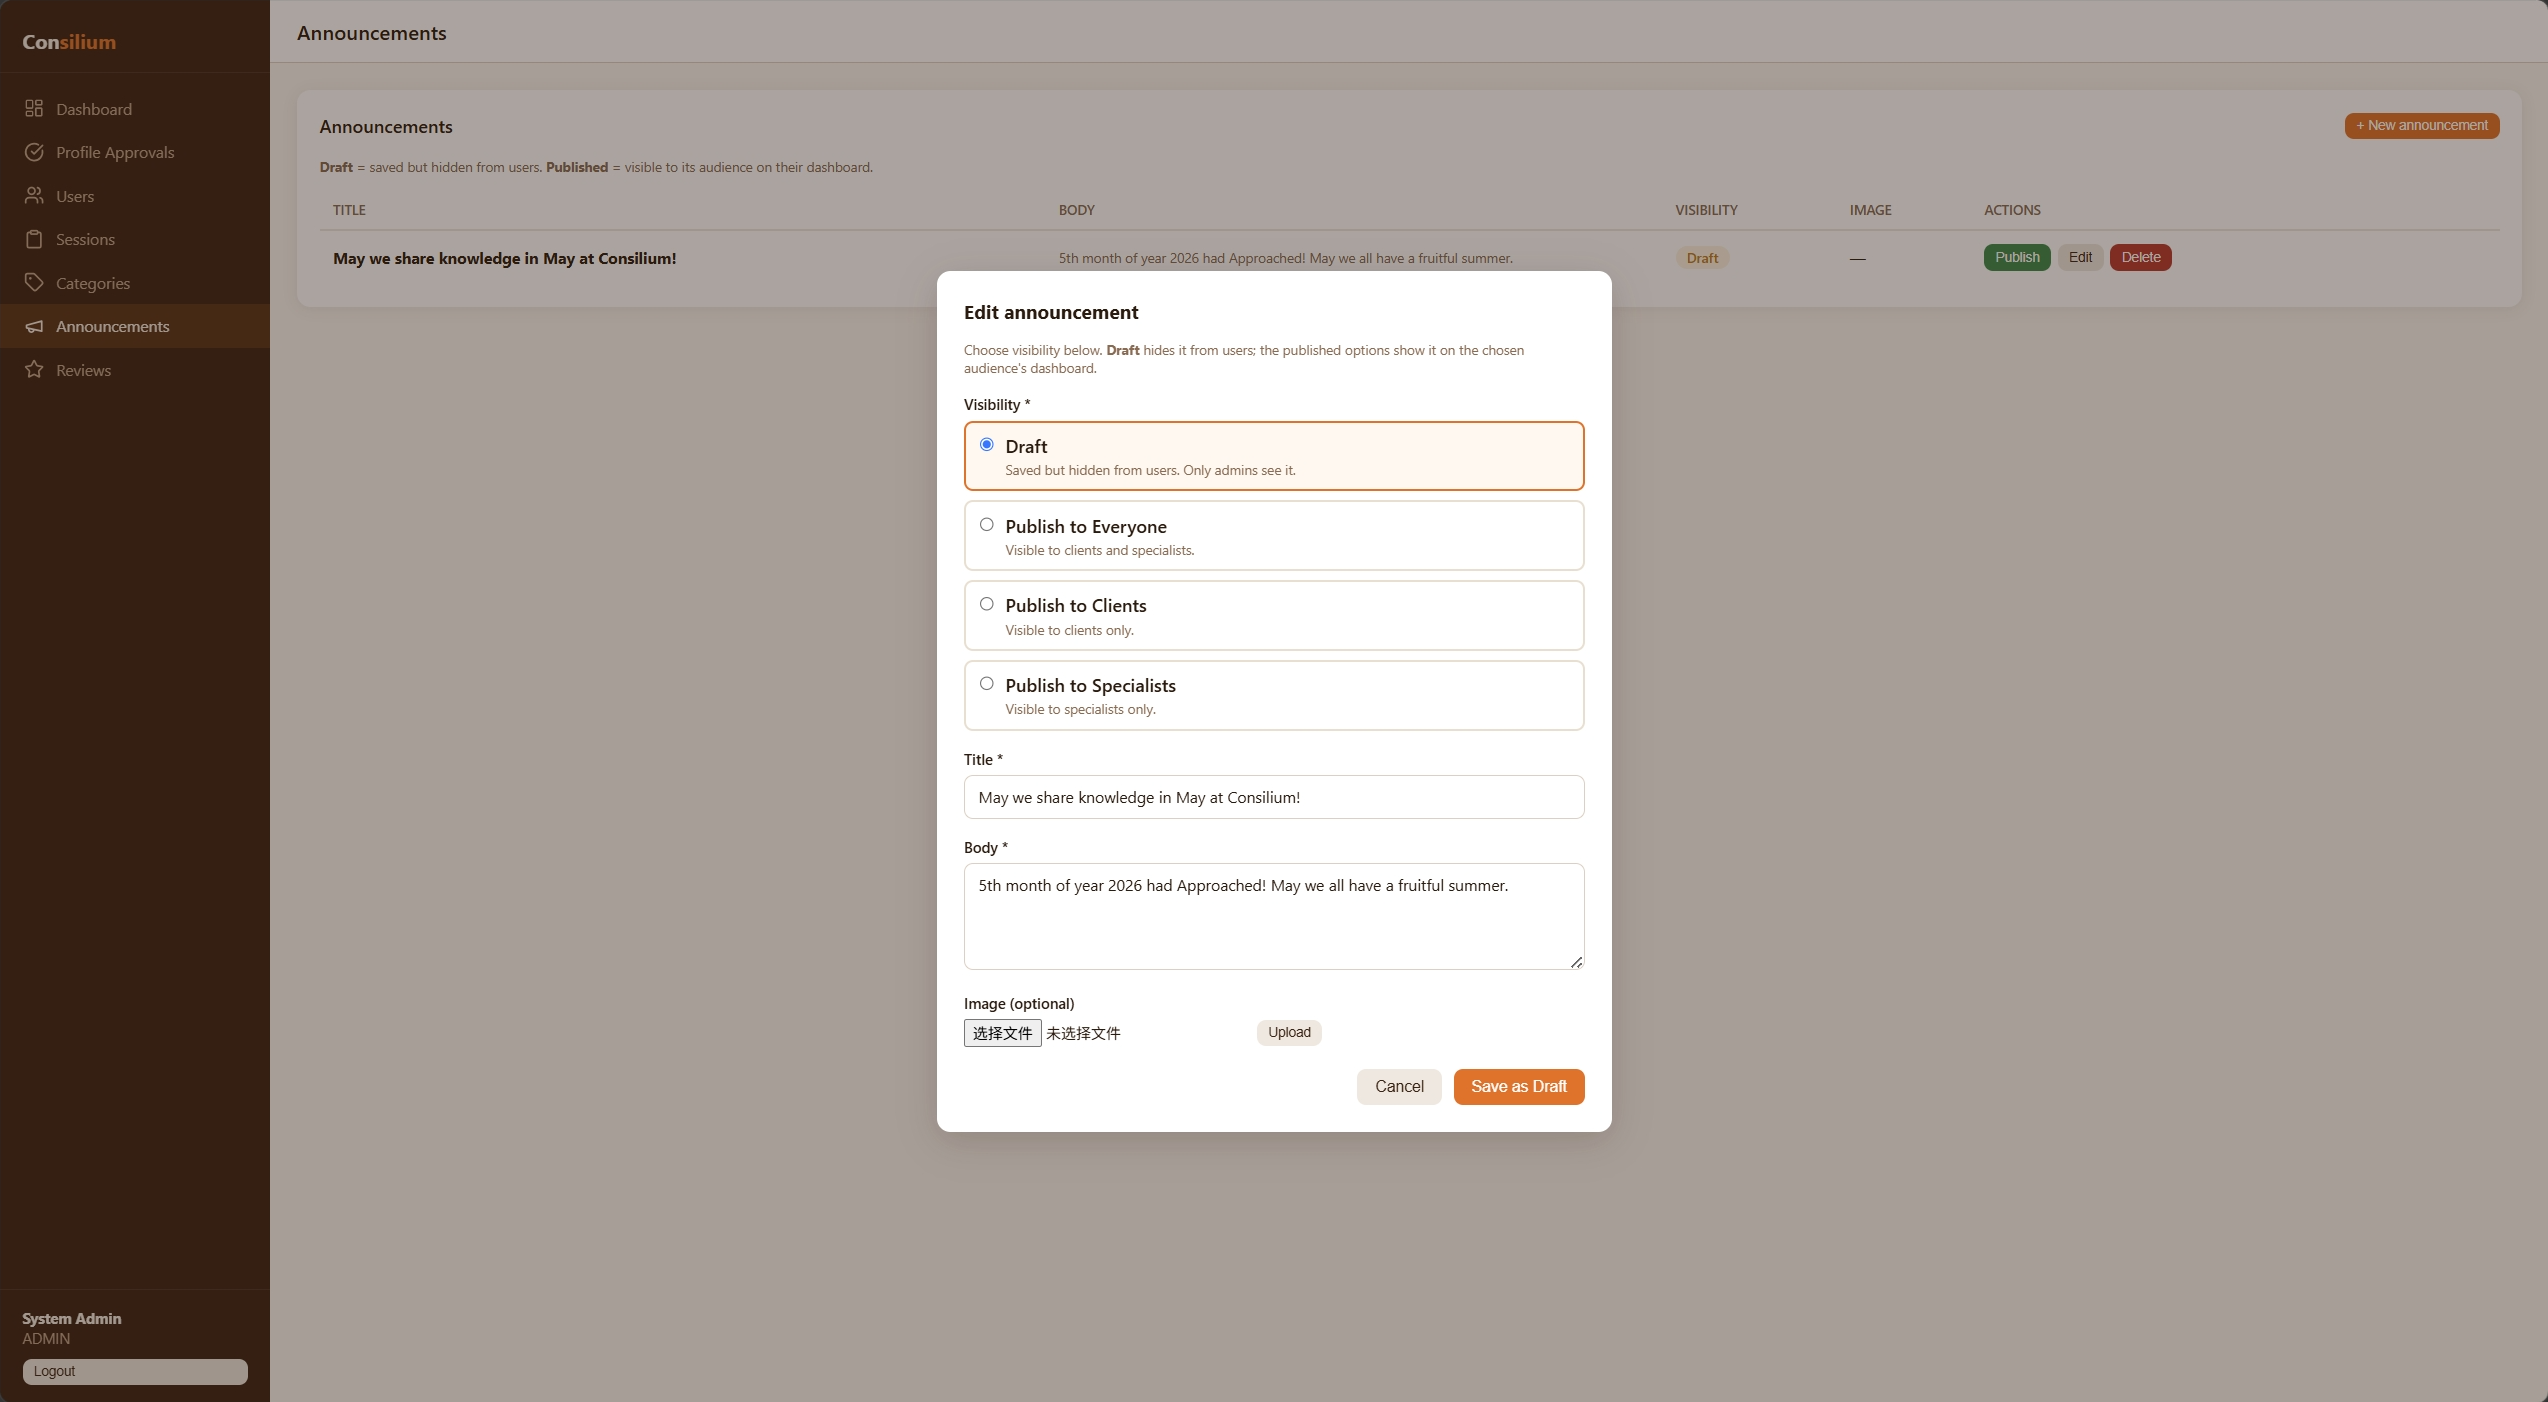 Consilium
Dashboard
Profile Approvals
Users
Sessions
Categories
Announcements
Reviews
System Admin
ADMIN
Logout
Announcements
Announcements
+ New announcement
Draft = saved but hidden from users. Published = visible to its audience on their dashboard.
TITLE BODY VISIBILITY IMAGE ACTIONS
May we share knowledge in May at Consilium! 5th month of year 2026 had Approached! May we all have a fruitful summer. Draft — Publish Edit Delete
Edit announcement
Choose visibility below. Draft hides it from users; the published options show it on the chosen
audience's dashboard.
Visibility *
Draft
Saved but hidden from users. Only admins see it.
Publish to Everyone
Visible to clients and specialists.
Publish to Clients
Visible to clients only.
Publish to Specialists
Visible to specialists only.
Title *
May we share knowledge in May at Consilium!
Body *
5th month of year 2026 had Approached! May we all have a fruitful summer.
Image (optional)
选择文件 未选择文件 Upload
Cancel Save as Draft